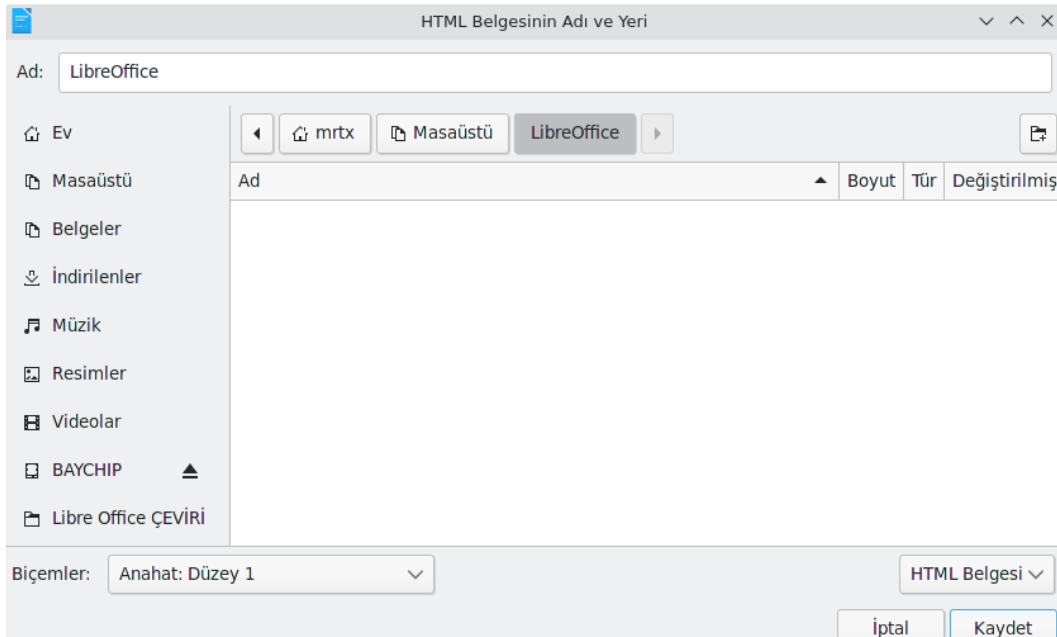 HTML Belgesinin Adı ve Yeri
Ad: LibreOffice
Ev
mrtx Masaüstü LibreOffice
Masaüstü
Ad Boyut Tür Değiştirilmiş
Belgeler
İndirilenler
Müzik
Resimler
Videolar
BAYCHIP
Libre Office ÇEVİRİ
Biçemler: Anahat: Düzey 1 HTML Belgesi
İptal Kaydet